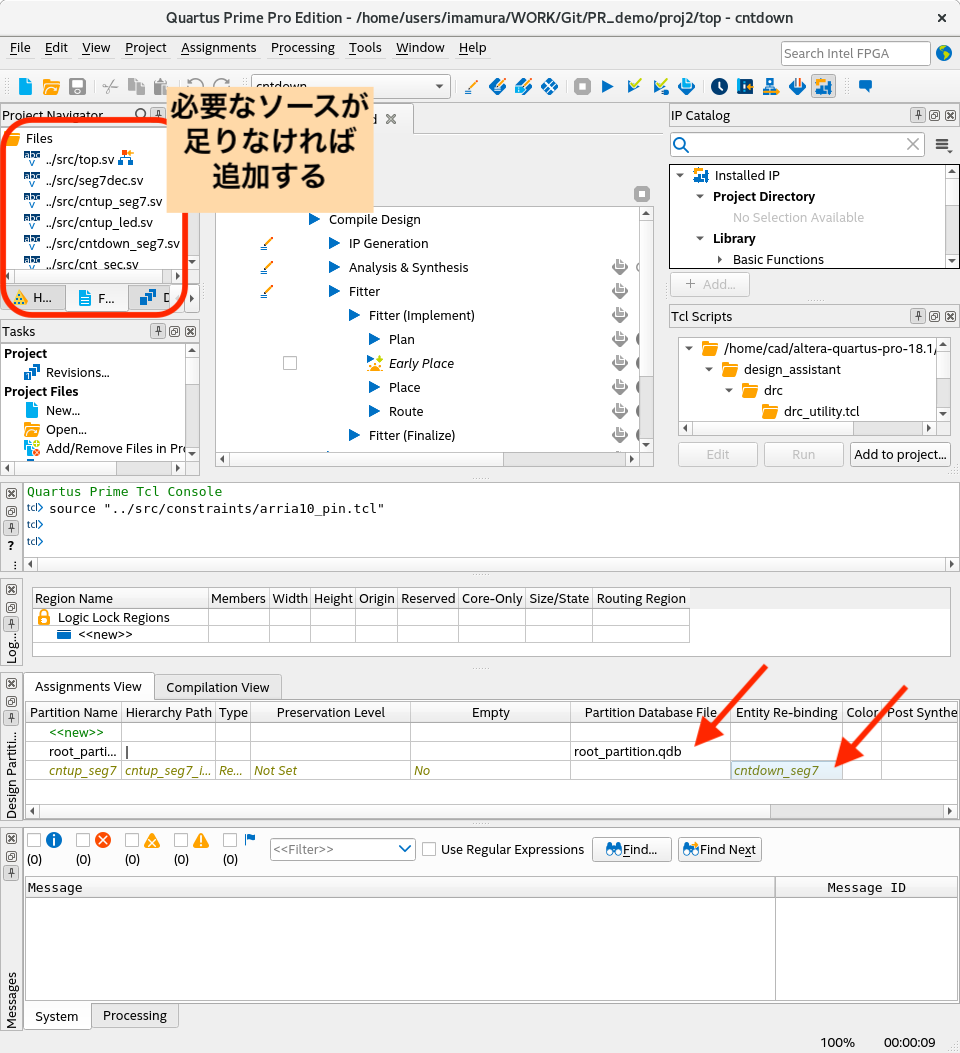 Quartus Prime Pro Edition - /home/users/imamura/WORK/Git/PR_demo/proj2/top - cntdown
File Edit View Project Assignments Processing Tools Window Help
Search Intel FPGA
cntdown
必要なソースが
足りなければ
追加する
Project Navigator
Files
../src/top.sv
../src/seg7dec.sv
../src/cntup_seg7.sv
../src/cntup_led.sv
../src/cntdown_seg7.sv
../src/cnt_sec.sv
H... F...
Tasks
Project
Revisions...
Project Files
New...
Open...
Add/Remove Files in Pro
Compile Design
IP Generation
Analysis & Synthesis
Fitter
Fitter (Implement)
Plan
Early Place
Place
Route
Fitter (Finalize)
IP Catalog
Installed IP
Project Directory
No Selection Available
Library
Basic Functions
Add...
Tcl Scripts
/home/cad/altera-quartus-pro-18.1/
design_assistant
drc
drc_utility.tcl
Edit Run Add to project...
Quartus Prime Tcl Console
tcl> source "../src/constraints/arria10_pin.tcl"
tcl>
tcl>
Log...
Region Name Members Width Height Origin Reserved Core-Only Size/State Routing Region
Logic Lock Regions
<<new>>
Design Partiti...
Assignments View Compilation View
Partition Name Hierarchy Path Type Preservation Level Empty Partition Database File Entity Re-binding Color Post Synthe
<<new>>
root_parti... | root_partition.qdb
cntup_seg7 cntup_seg7_i... Re... Not Set No cntdown_seg7
(0) (0) (0) (0) (0)
<<Filter>> Use Regular Expressions Find... Find Next
Message Message ID
Messages
System Processing
100% 00:00:09